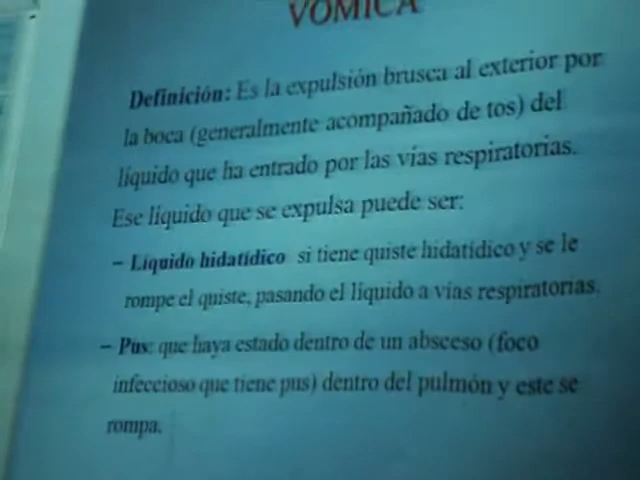 VOMICA
Definición: Es la expulsión brusca al exterior por
la boca (generalmente acompañado de tos) del
líquido que ha entrado por las vías respiratorias.
Ese líquido que se expulsa puede ser:
– Líquido hidatídico si tiene quiste hidatídico y se le
rompe el quiste, pasando el líquido a vías respiratorias.
– Pus: que haya estado dentro de un absceso (foco
infeccioso que tiene pus) dentro del pulmón y este se
rompa.